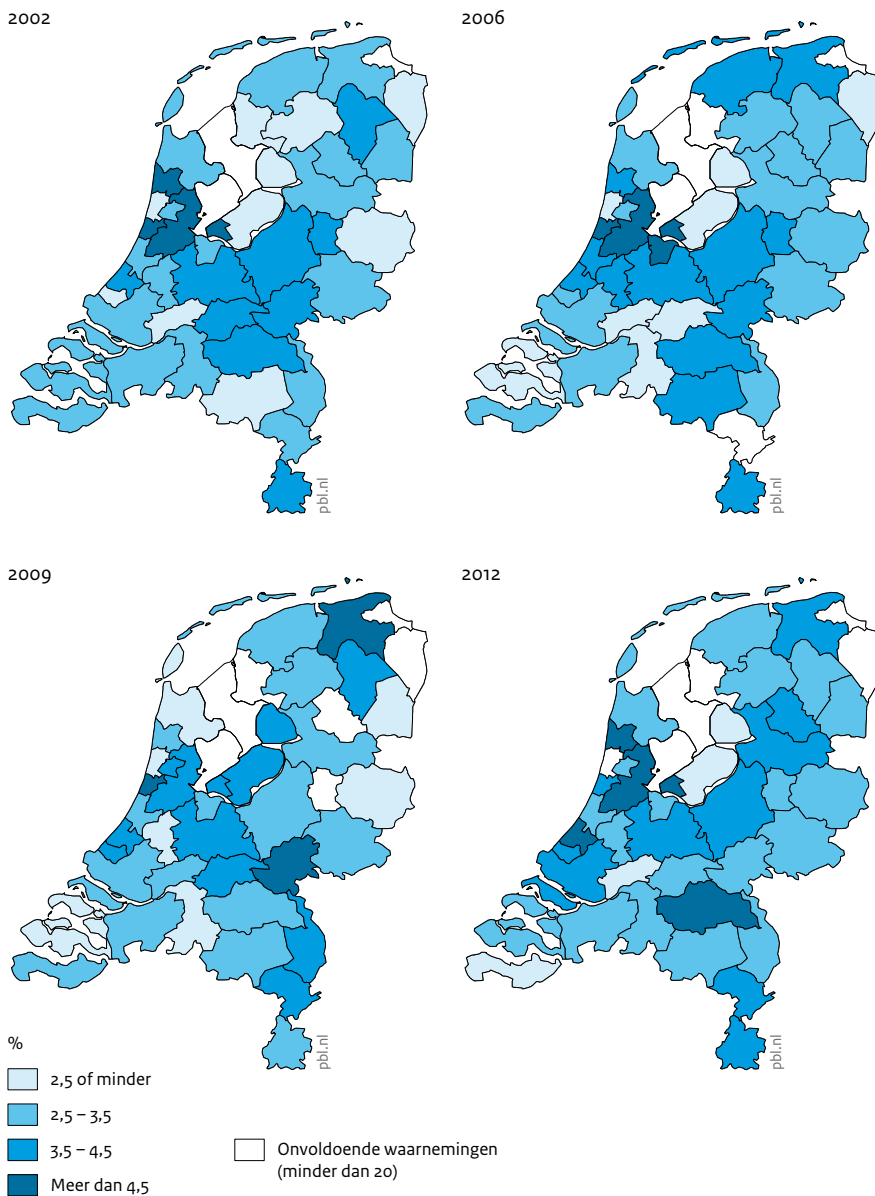 2002
2006
pbl.nl
pbl.nl
2009
2012
pbl.nl
pbl.nl
%
2,5 of minder
2,5 – 3,5
3,5 – 4,5
Meer dan 4,5
Onvoldoende waarnemingen
(minder dan 20)